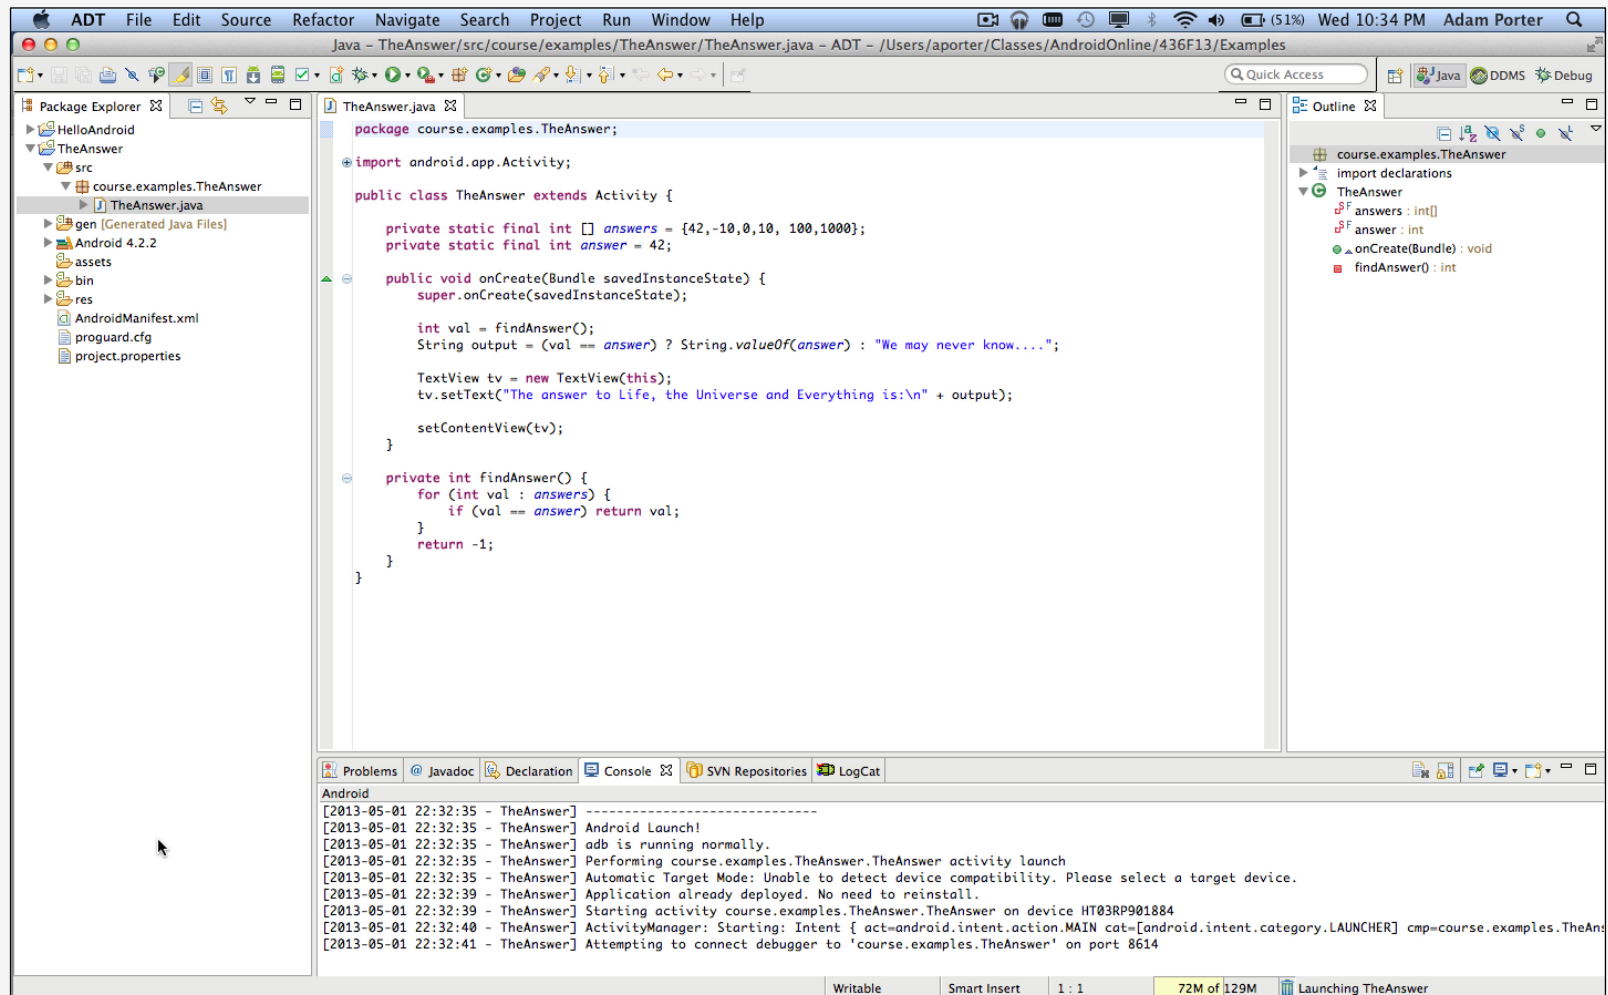 ADT File Edit Source Refactor Navigate Search Project Run Window Help (51%) Wed 10:34 PM Adam Porter
Java – TheAnswer/src/course/examples/TheAnswer/TheAnswer.java – ADT – /Users/aporter/Classes/AndroidOnline/436F13/Examples
Quick Access Java DDMS Debug
Package Explorer
HelloAndroid
TheAnswer
src
course.examples.TheAnswer
TheAnswer.java
gen [Generated Java Files]
Android 4.2.2
assets
bin
res
AndroidManifest.xml
proguard.cfg
project.properties
TheAnswer.java
package course.examples.TheAnswer;
import android.app.Activity;
public class TheAnswer extends Activity {
private static final int [] answers = {42,-10,0,10, 100,1000};
private static final int answer = 42;
public void onCreate(Bundle savedInstanceState) {
super.onCreate(savedInstanceState);
int val = findAnswer();
String output = (val == answer) ? String.valueOf(answer) : "We may never know....";
TextView tv = new TextView(this);
tv.setText("The answer to Life, the Universe and Everything is:\n" + output);
setContentView(tv);
}
private int findAnswer() {
for (int val : answers) {
if (val == answer) return val;
}
return -1;
}
}
Outline
course.examples.TheAnswer
import declarations
TheAnswer
answers : int[]
answer : int
onCreate(Bundle) : void
findAnswer() : int
Problems @ Javadoc Declaration Console SVN Repositories LogCat
Android
[2013-05-01 22:32:35 - TheAnswer] ------------------------------
[2013-05-01 22:32:35 - TheAnswer] Android Launch!
[2013-05-01 22:32:35 - TheAnswer] adb is running normally.
[2013-05-01 22:32:35 - TheAnswer] Performing course.examples.TheAnswer.TheAnswer activity launch
[2013-05-01 22:32:35 - TheAnswer] Automatic Target Mode: Unable to detect device compatibility. Please select a target device.
[2013-05-01 22:32:39 - TheAnswer] Application already deployed. No need to reinstall.
[2013-05-01 22:32:39 - TheAnswer] Starting activity course.examples.TheAnswer.TheAnswer on device HT03RP901884
[2013-05-01 22:32:40 - TheAnswer] ActivityManager: Starting: Intent { act=android.intent.action.MAIN cat=[android.intent.category.LAUNCHER] cmp=course.examples.TheAns
[2013-05-01 22:32:41 - TheAnswer] Attempting to connect debugger to 'course.examples.TheAnswer' on port 8614
Writable Smart Insert 1 : 1 72M of 129M Launching TheAnswer